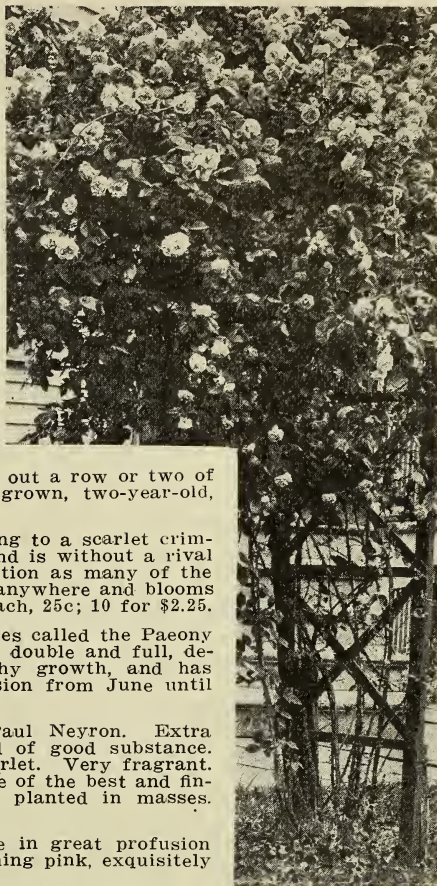 out a row or two of
grown, two-year-old,
ng to a scarlet crim-
nd is without a rival
tion as many of the
anywhere and blooms
ach, 25c; 10 for $2.25.
es called the Paeony
double and full, de-
hy growth, and has
sion from June until
Paul Neyron. Extra
d of good substance.
rlet. Very fragrant.
e of the best and fin-
planted in masses.
e in great profusion
ning pink, exquisitely